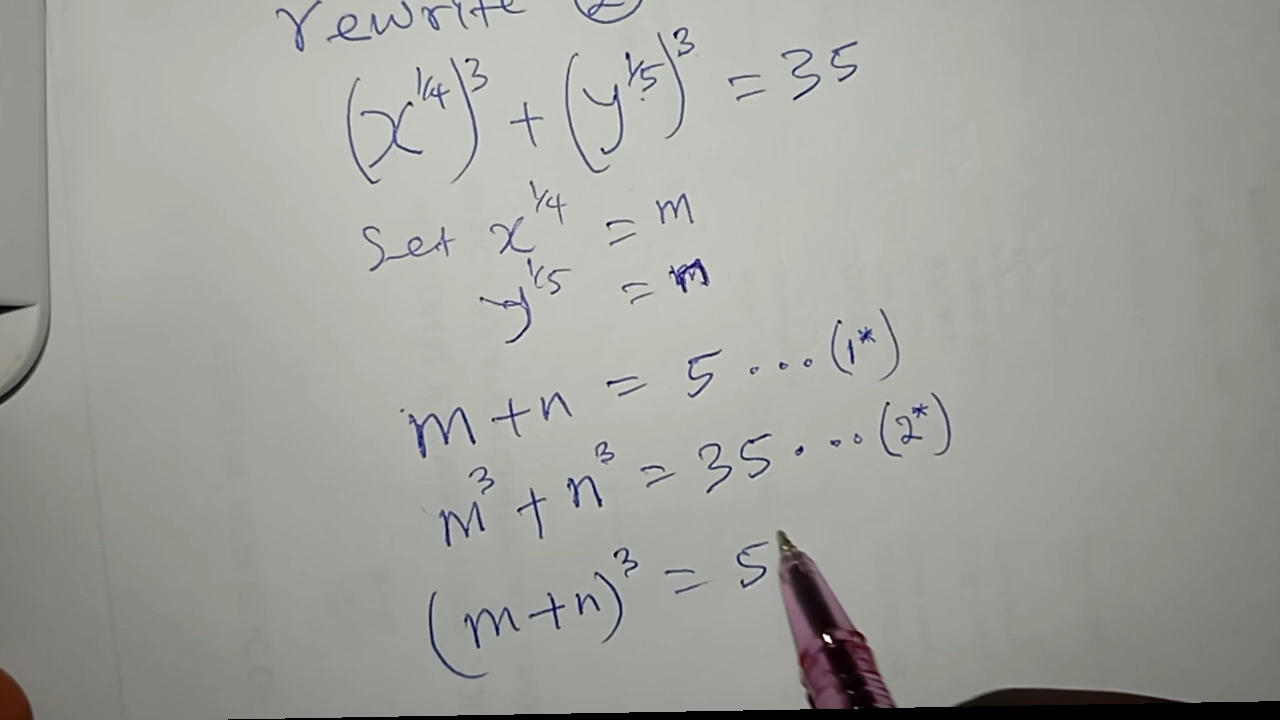 rewrite ②
(x^{1/4})^3 + (y^{1/5})^3 = 35
Set x^{1/4} = m
y^{1/5} = m
m + n = 5 ... (1*)
m^3 + n^3 = 35 ... (2*)
(m+n)^3 = 5